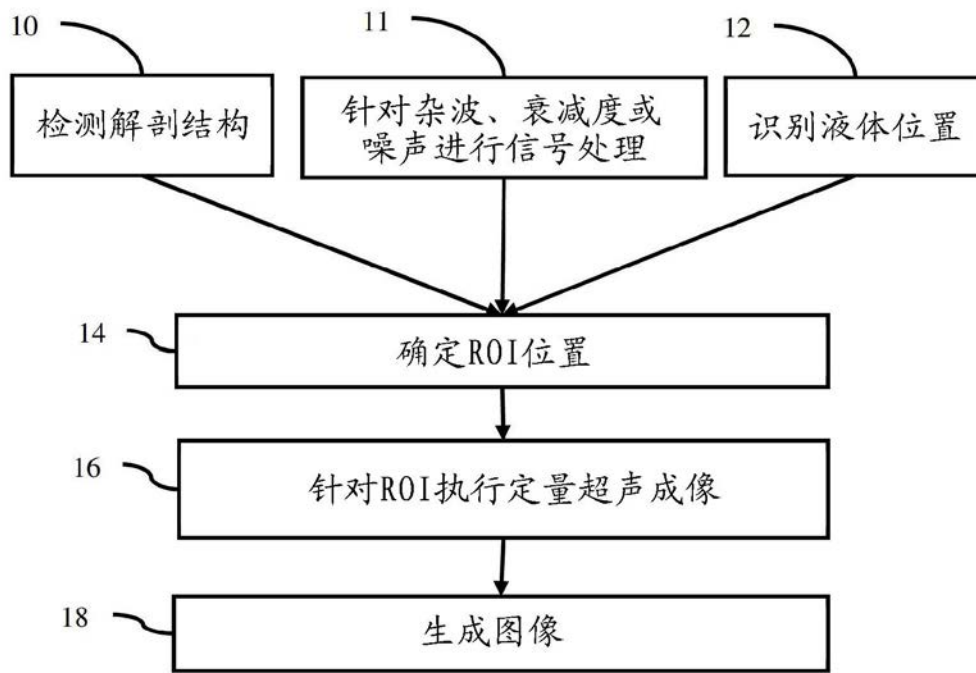 10
11
12
检测解剖结构
针对杂波、衰减度或
噪声进行信号处理
识别液体位置
14
确定ROI位置
16
针对ROI执行定量超声成像
18
生成图像